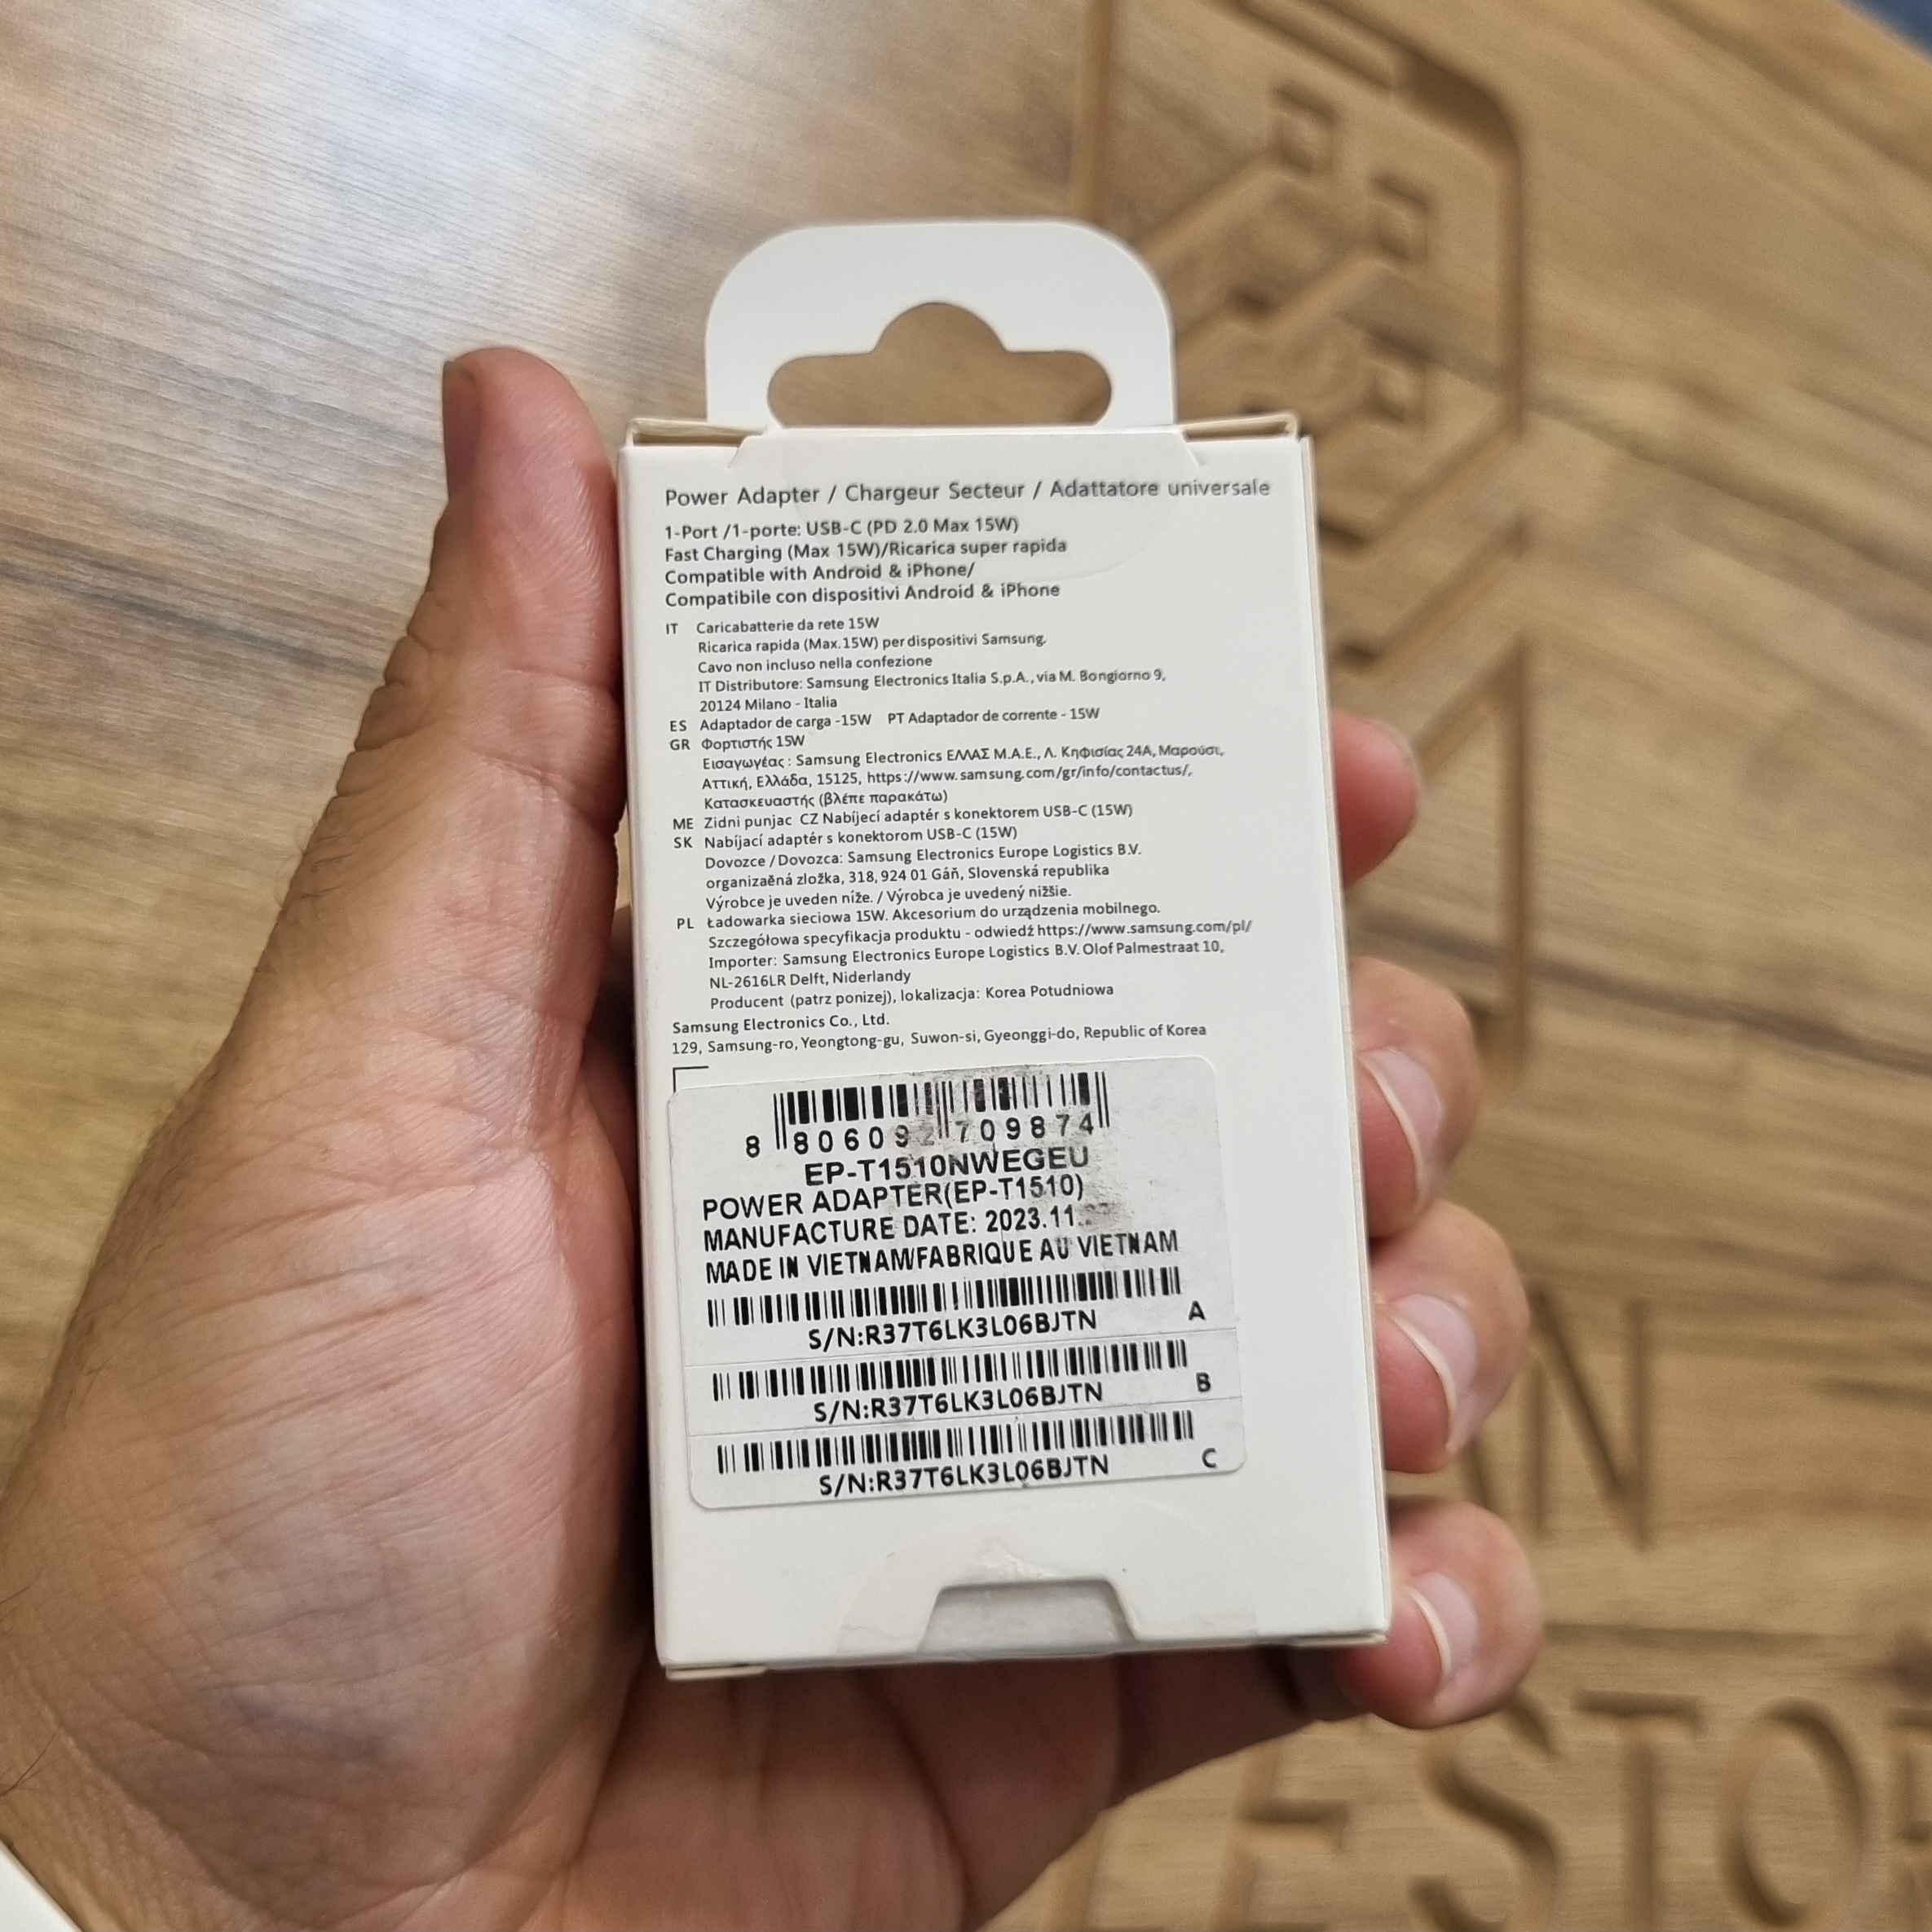 Power Adapter / Chargeur Secteur / Adattatore universale
1-Port /1-porte: USB-C (PD 2.0 Max 15W)
Fast Charging (Max 15W)/Ricarica super rapida
Compatible with Android & iPhone/
Compatibile con dispositivi Android & iPhone
IT Caricabatterie da rete 15W
Ricarica rapida (Max.15W) per dispositivi Samsung.
Cavo non incluso nella confezione
IT Distributore: Samsung Electronics Italia S.p.A., via M. Bongiorno 9,
20124 Milano - Italia
ES Adaptador de carga -15W PT Adaptador de corrente - 15W
GR Φορτιστής 15W
Εισαγωγέας : Samsung Electronics ΕΛΛΑΣ Μ.Α.Ε., Λ. Κηφισίας 24Α, Μαρούσι,
Αττική, Ελλάδα, 15125, https://www.samsung.com/gr/info/contactus/,
Κατασκευαστής (βλέπε παρακάτω)
ME Zidni punjac CZ Nabíjecí adaptér s konektorem USB-C (15W)
SK Nabíjací adaptér s konektorom USB-C (15W)
Dovozce / Dovozca: Samsung Electronics Europe Logistics B.V.
organizaěná zložka, 318, 924 01 Gáň, Slovenská republika
Výrobce je uveden níže. / Výrobca je uvedený nižšie.
PL Ładowarka sieciowa 15W. Akcesorium do urządzenia mobilnego.
Szczegółowa specyfikacja produktu - odwiedź https://www.samsung.com/pl/
Importer: Samsung Electronics Europe Logistics B.V. Olof Palmestraat 10,
NL-2616LR Delft, Niderlandy
Producent (patrz ponizej), lokalizacja: Korea Potudniowa
Samsung Electronics Co., Ltd.
129, Samsung-ro, Yeongtong-gu, Suwon-si, Gyeonggi-do, Republic of Korea
8 806092 709874
EP-T1510NWEGEU
POWER ADAPTER(EP-T1510)
MANUFACTURE DATE: 2023.11.
MADE IN VIETNAM/FABRIQUE AU VIETNAM
S/N:R37T6LK3L06BJTN A
S/N:R37T6LK3L06BJTN B
S/N:R37T6LK3L06BJTN C